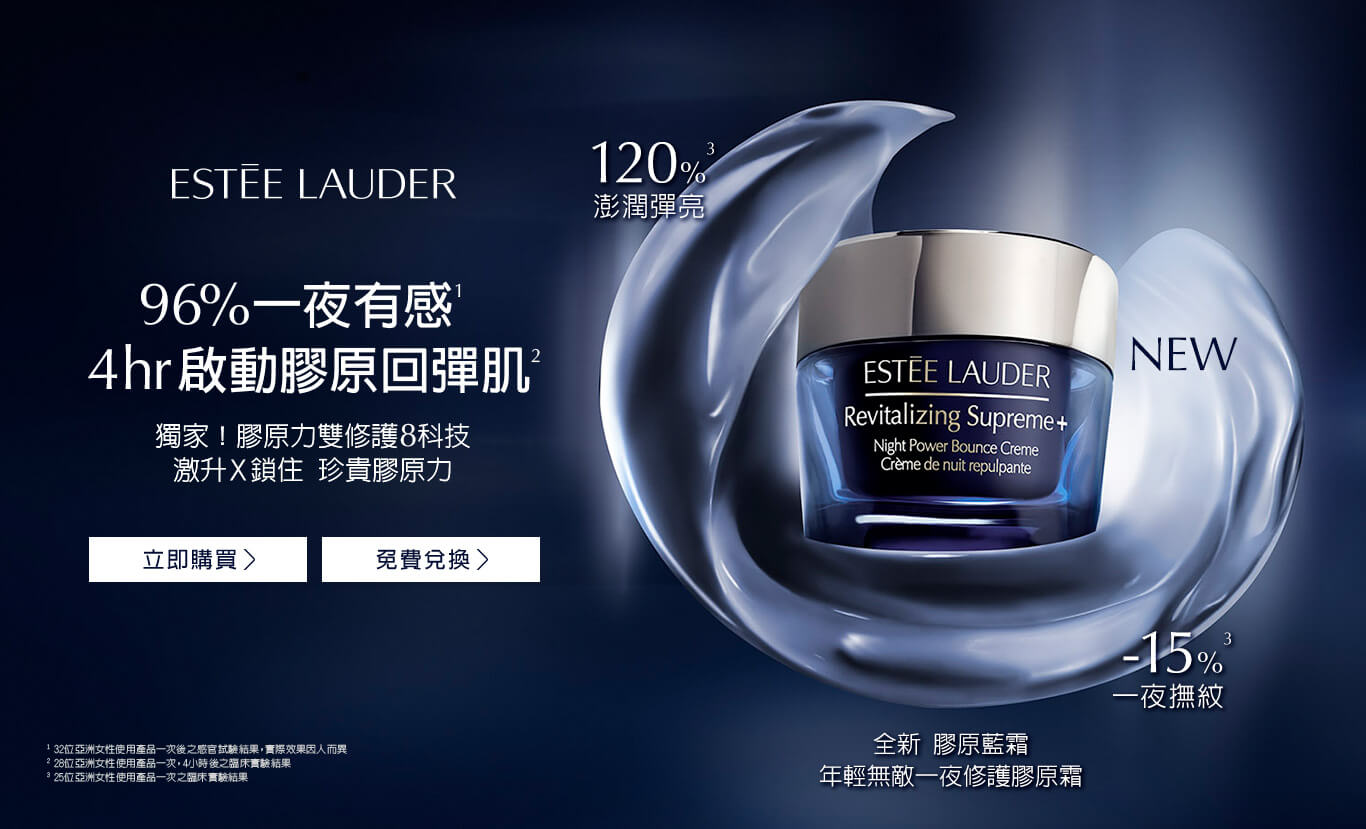 ESTĒE LAUDER
96%一夜有感¹
4hr啟動膠原回彈肌²
獨家！膠原力雙修護8科技
激升X鎖住 珍貴膠原力
立即購買〉
免費兌換〉
120%³
澎潤彈亮
NEW
ESTĒE LAUDER
Revitalizing Supreme+
Night Power Bounce Creme
Crème de nuit repulpante
-15%³
一夜撫紋
全新 膠原藍霜
年輕無敵一夜修護膠原霜
¹ 32位亞洲女性使用產品一次後之感官試驗結果，實際效果因人而異
² 28位亞洲女性使用產品一次，4小時後之臨床實驗結果
³ 25位亞洲女性使用產品一次之臨床實驗結果